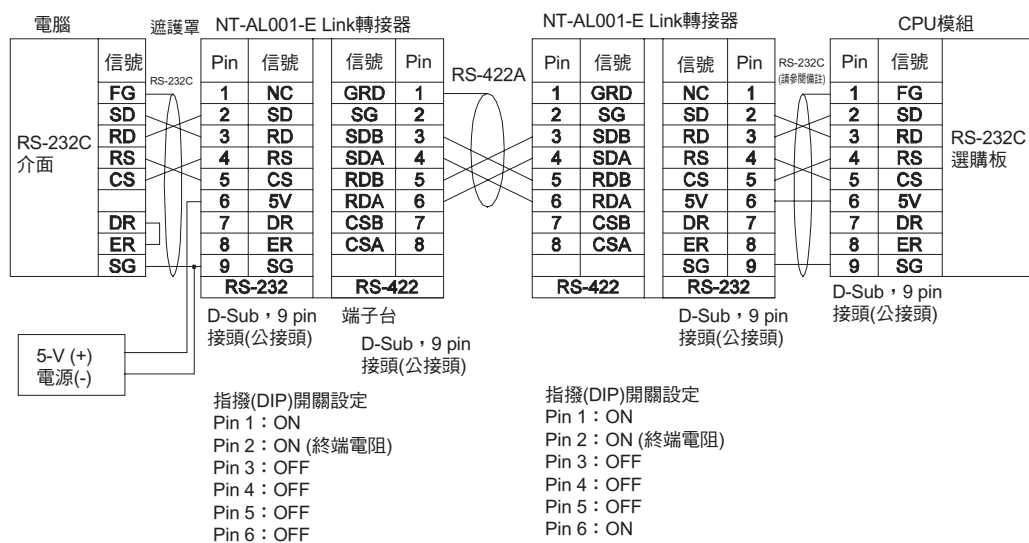 電腦 遮護罩 NT-AL001-E Link轉接器 NT-AL001-E Link轉接器 CPU模組
信號 RS-232C Pin 信號 信號 Pin RS-422A Pin 信號 信號 Pin RS-232C (請參閱備註) Pin 信號
FG 1 NC GRD 1 1 GRD NC 1 1 FG
SD 2 SD SG 2 2 SG SD 2 2 SD
RD 3 RD SDB 3 3 SDB RD 3 3 RD
RS 4 RS SDA 4 4 SDA RS 4 4 RS
CS 5 CS RDB 5 5 RDB CS 5 5 CS
6 5V RDA 6 6 RDA 5V 6 6 5V
DR 7 DR CSB 7 7 CSB DR 7 7 DR
ER 8 ER CSA 8 8 CSA ER 8 8 ER
SG 9 SG SG 9 9 SG
RS-232C
介面
RS-232C
選購板
RS-232 RS-422 RS-422 RS-232
D-Sub，9 pin
接頭(公接頭)
端子台
D-Sub，9 pin
接頭(公接頭)
D-Sub，9 pin
接頭(公接頭)
D-Sub，9 pin
接頭(公接頭)
5-V (+)
電源(-)
指撥(DIP)開關設定
Pin 1：ON
Pin 2：ON (終端電阻)
Pin 3：OFF
Pin 4：OFF
Pin 5：OFF
Pin 6：OFF
指撥(DIP)開關設定
Pin 1：ON
Pin 2：ON (終端電阻)
Pin 3：OFF
Pin 4：OFF
Pin 5：OFF
Pin 6：ON